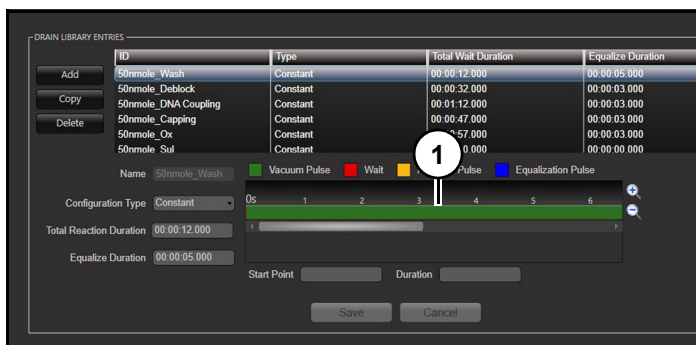 DRAIN LIBRARY ENTRIES
ID Type Total Wait Duration Equalize Duration
Add 50nmole_Wash Constant 00:00:12.000 00:00:05.000
50nmole_Deblock Constant 00:00:32.000 00:00:03.000
Copy 50nmole_DNA Coupling Constant 00:01:12.000 00:00:03.000
50nmole_Capping Constant 00:00:47.000 00:00:03.000
Delete 50nmole_Ox Constant 57.000 00:00:03.000
50nmole_Sul Constant 0.000 00:00:00.000
1
Name 50nmole_Wash Vacuum Pulse Wait Pulse Equalization Pulse
0s 1 2 3 4 5 6
Configuration Type Constant
Total Reaction Duration 00:00:12.000
Equalize Duration 00:00:05.000
Start Point Duration
Save Cancel